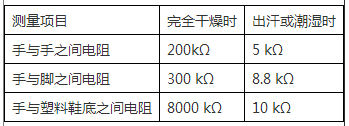 测量项目 完全干燥时 出汗或潮湿时
手与手之间电阻 200kΩ 5 kΩ
手与脚之间电阻 300 kΩ 8.8 kΩ
手与塑料鞋底之间电阻 8000 kΩ 10 kΩ